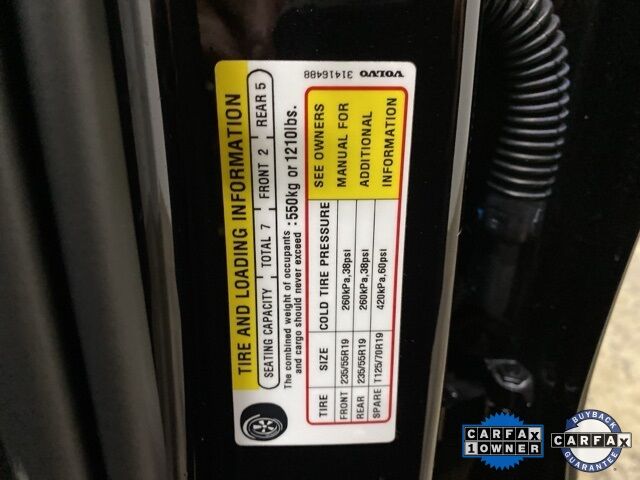 TIRE AND LOADING INFORMATION
SEATING CAPACITY TOTAL 7 FRONT 2 REAR 5
The combined weight of occupants
and cargo should never exceed : 550kg or 1210lbs.
TIRE SIZE COLD TIRE PRESSURE SEE OWNERS
FRONT 235/55R19 260kPa,38psi MANUAL FOR
REAR 235/55R19 260kPa,38psi ADDITIONAL
SPARE T125/70R19 420kPa,60psi INFORMATION
VOLVO 31416488
CARFAX
1 OWNER
BUYBACK
CARFAX
GUARANTEE